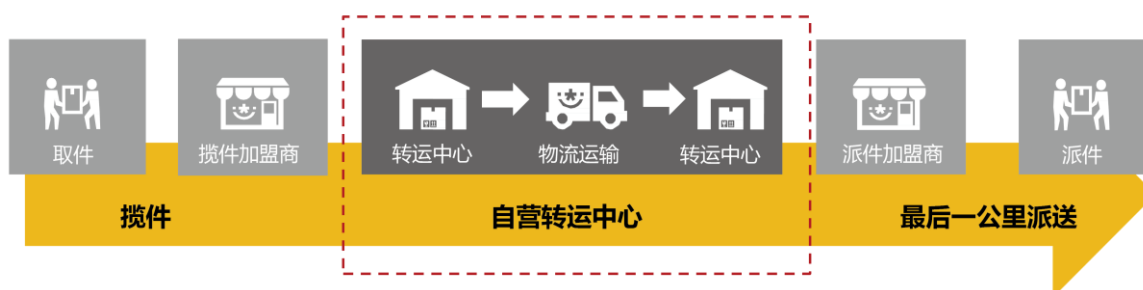 取件
揽件加盟商
转运中心
物流运输
转运中心
派件加盟商
派件
揽件
自营转运中心
最后一公里派送